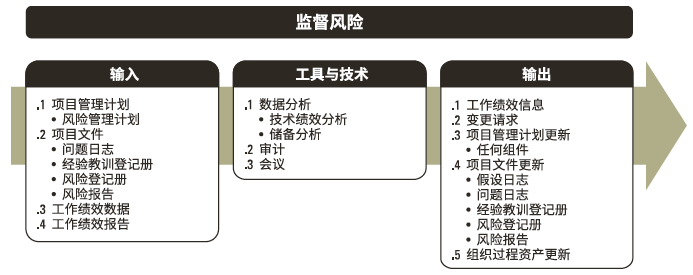 监督风险
输入
.1 项目管理计划
• 风险管理计划
.2 项目文件
• 问题日志
• 经验教训登记册
• 风险登记册
• 风险报告
.3 工作绩效数据
.4 工作绩效报告
工具与技术
.1 数据分析
• 技术绩效分析
• 储备分析
.2 审计
.3 会议
输出
.1 工作绩效信息
.2 变更请求
.3 项目管理计划更新
• 任何组件
.4 项目文件更新
• 假设日志
• 问题日志
• 经验教训登记册
• 风险登记册
• 风险报告
.5 组织过程资产更新